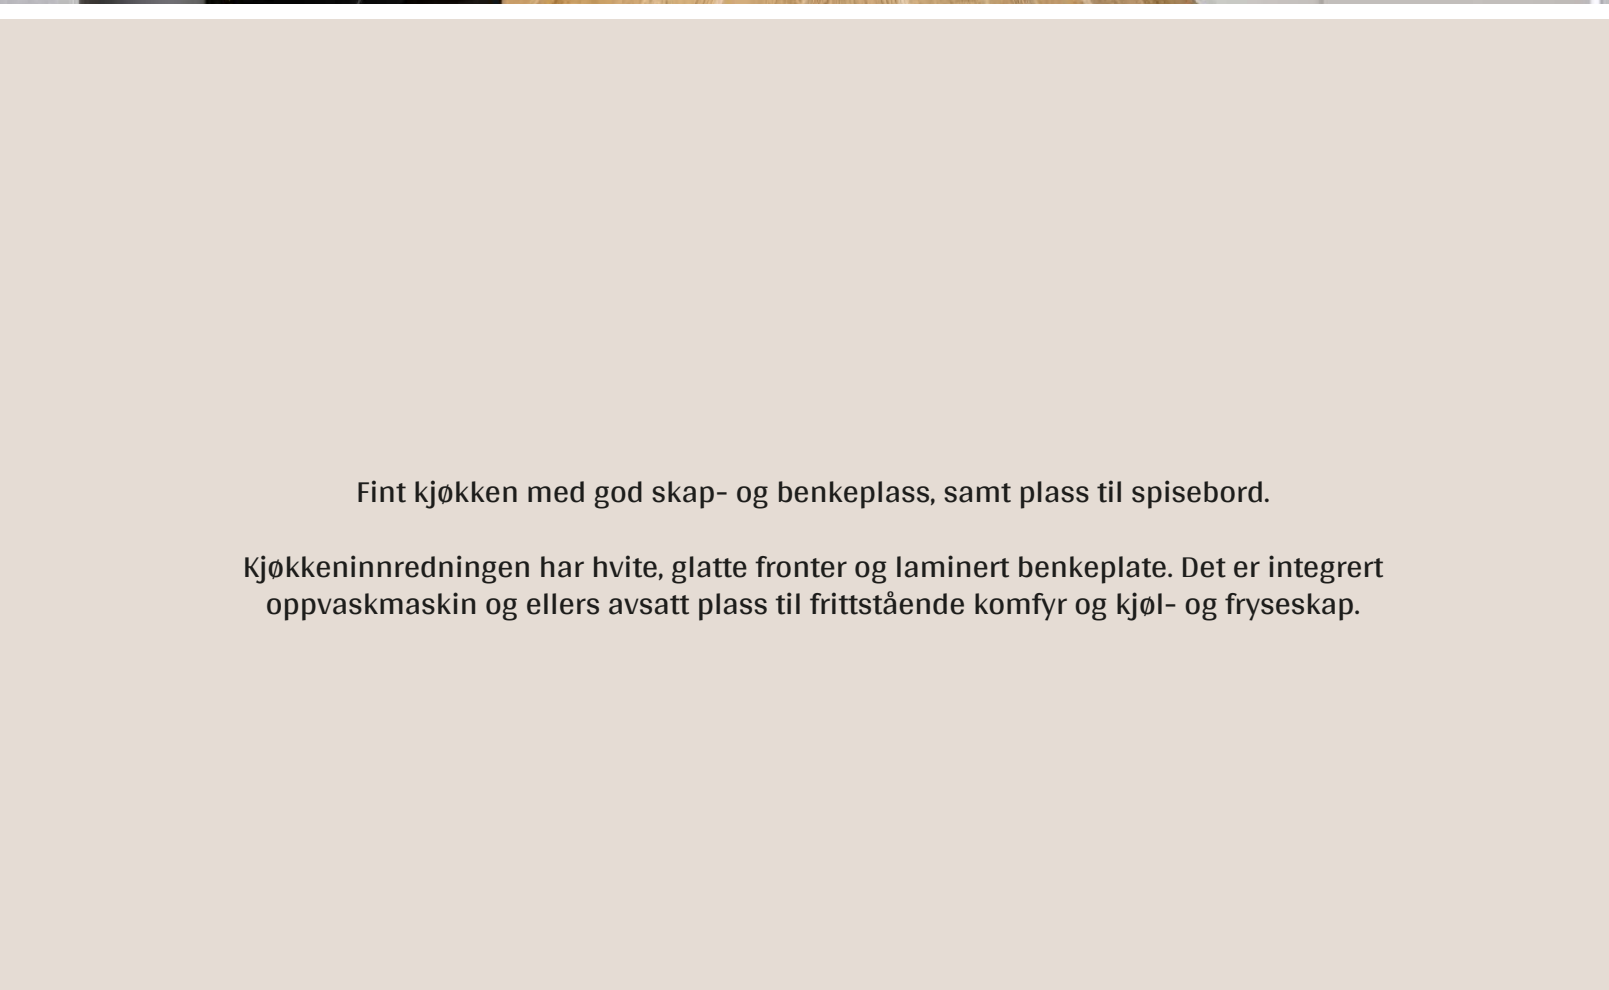 Fint kjøkken med god skap- og benkeplass, samt plass til spisebord.
Kjøkkeninnredningen har hvite, glatte fronter og laminert benkeplate. Det er integrert
oppvaskmaskin og ellers avsatt plass til frittstående komfyr og kjøl- og fryseskap.